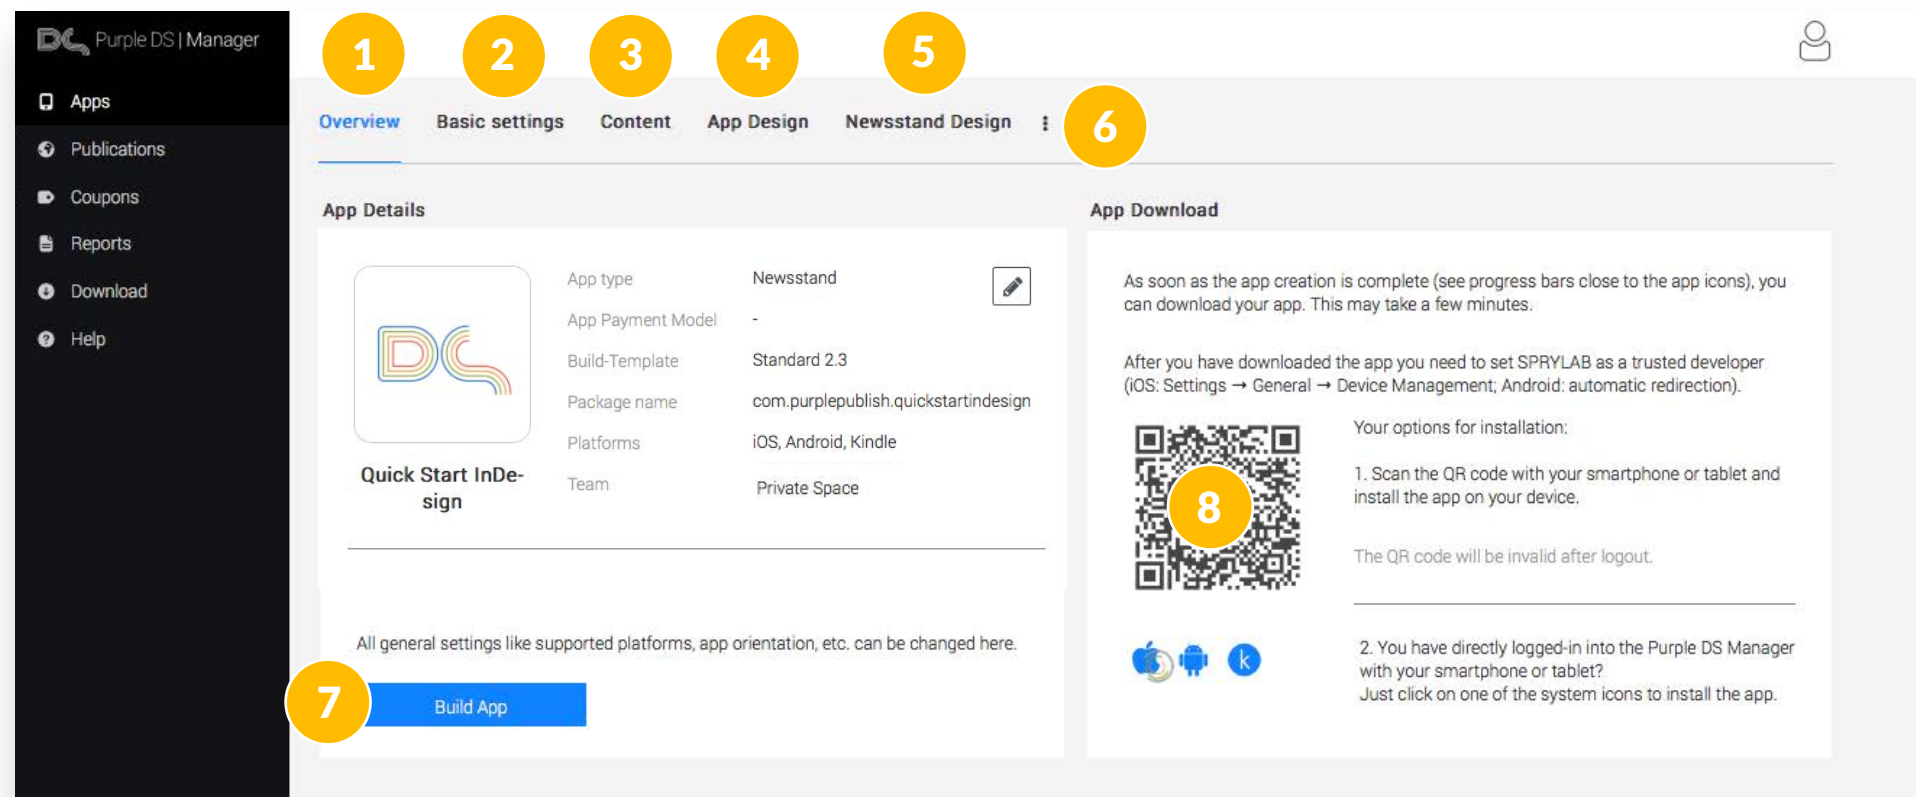 DS Purple DS | Manager
1 2 3 4 5
Apps
Publications
Coupons
Reports
Download
Help
Overview Basic settings Content App Design Newsstand Design 6
App Details
App type Newsstand
App Payment Model -
Build-Template Standard 2.3
Package name com.purplepublish.quickstartindesign
Platforms iOS, Android, Kindle
Team Private Space
DS
Quick Start InDe-
sign
All general settings like supported platforms, app orientation, etc. can be changed here.
7 Build App
App Download
As soon as the app creation is complete (see progress bars close to the app icons), you
can download your app. This may take a few minutes.
After you have downloaded the app you need to set SPRYLAB as a trusted developer
(iOS: Settings → General → Device Management; Android: automatic redirection).
8
Your options for installation:
1. Scan the QR code with your smartphone or tablet and
install the app on your device.
The QR code will be invalid after logout.
k
2. You have directly logged-in into the Purple DS Manager
with your smartphone or tablet?
Just click on one of the system icons to install the app.